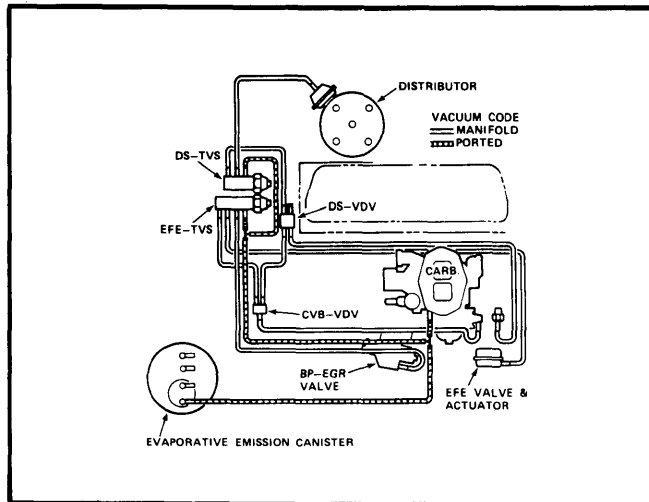 DISTRIBUTOR
VACUUM CODE
MANIFOLD
PORTED
DS-TVS
EFE-TVS
DS-VDV
CARB.
CVB-VDV
BP-EGR
VALVE
EFE VALVE &
ACTUATOR
EVAPORATIVE EMISSION CANISTER